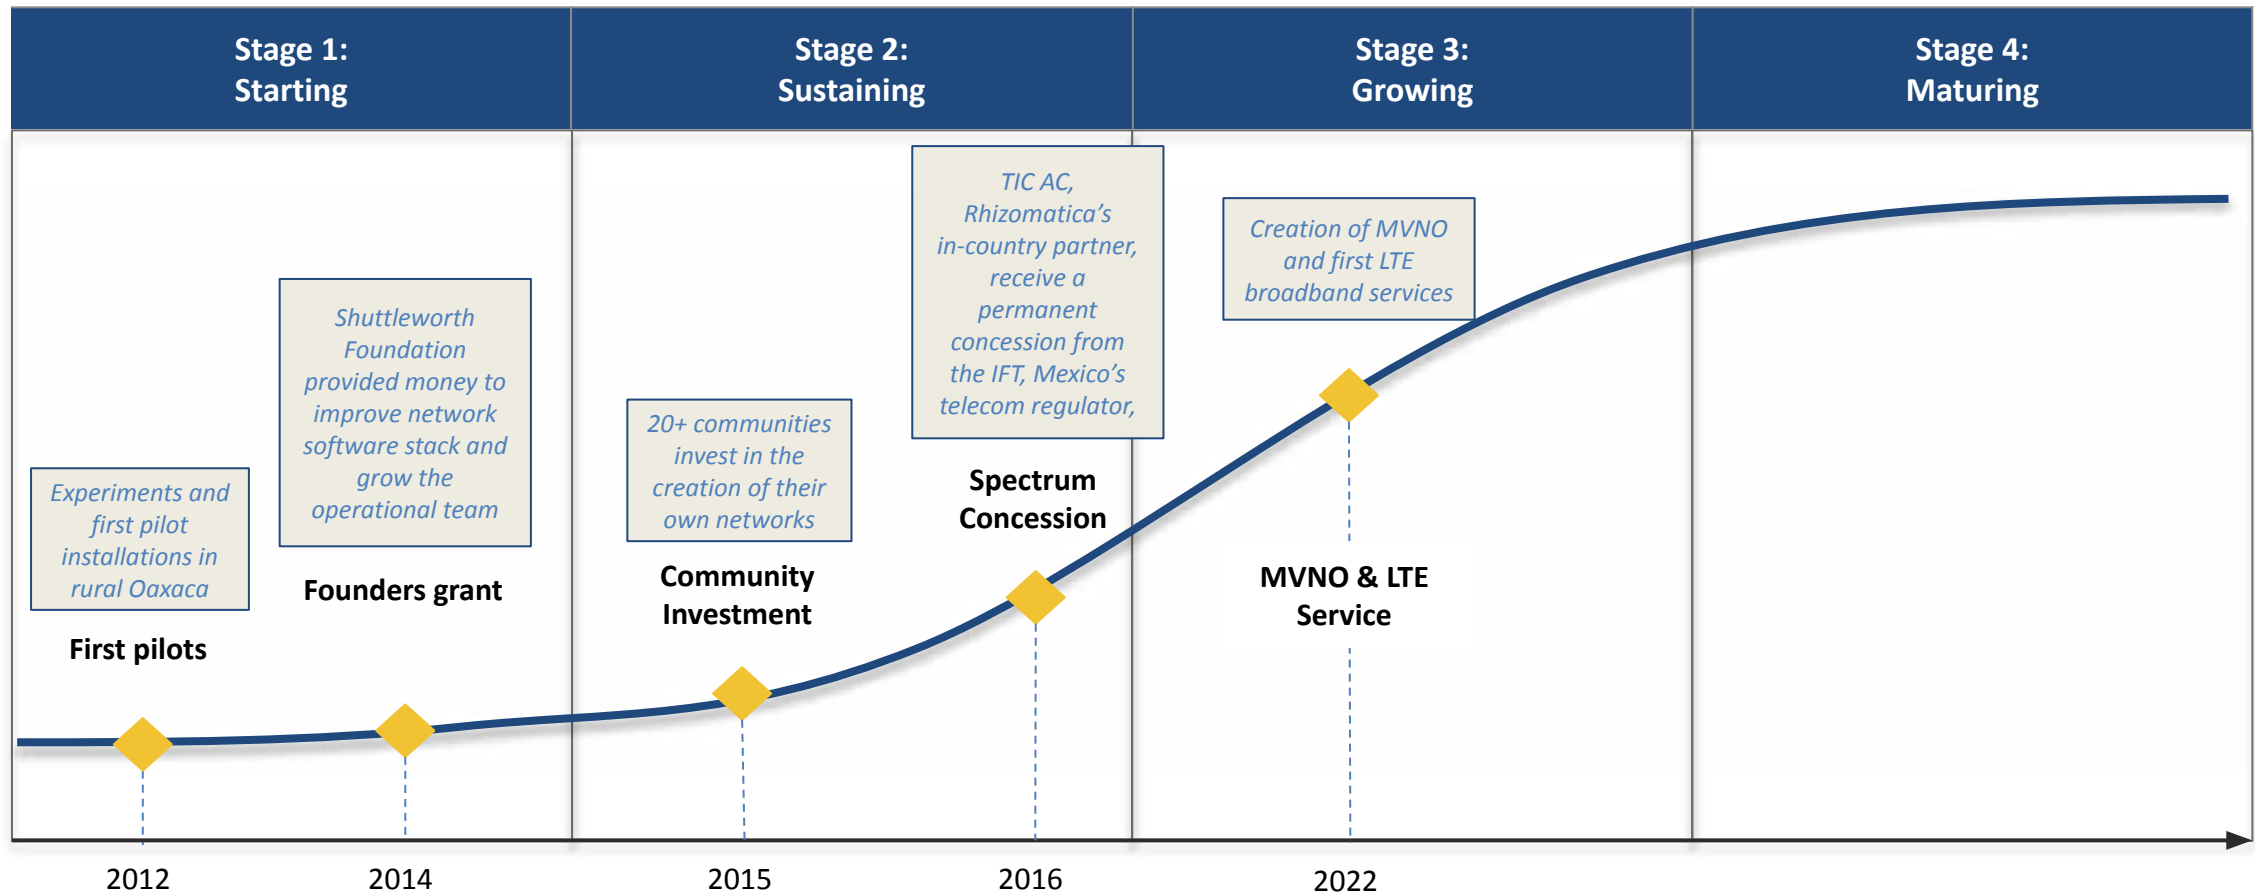 Stage 1:
Starting
Stage 2:
Sustaining
Stage 3:
Growing
Stage 4:
Maturing
Experiments and
first pilot
installations in
rural Oaxaca
First pilots
Shuttleworth
Foundation
provided money to
improve network
software stack and
grow the
operational team
Founders grant
20+ communities
invest in the
creation of their
own networks
Community
Investment
TIC AC,
Rhizomatica’s
in-country partner,
receive a
permanent
concession from
the IFT, Mexico’s
telecom regulator,
Spectrum
Concession
Creation of MVNO
and first LTE
broadband services
MVNO & LTE
Service
2012
2014
2015
2016
2022